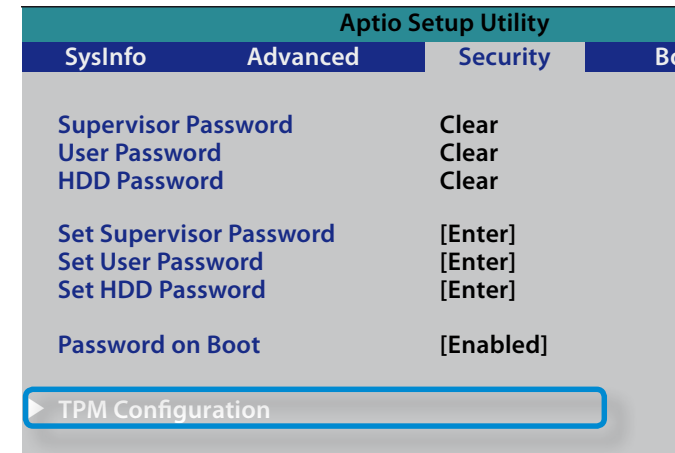 Aptio Setup Utility
SysInfo Advanced Security
Supervisor Password Clear
User Password Clear
HDD Password Clear
Set Supervisor Password [Enter]
Set User Password [Enter]
Set HDD Password [Enter]
Password on Boot [Enabled]
TPM Configuration